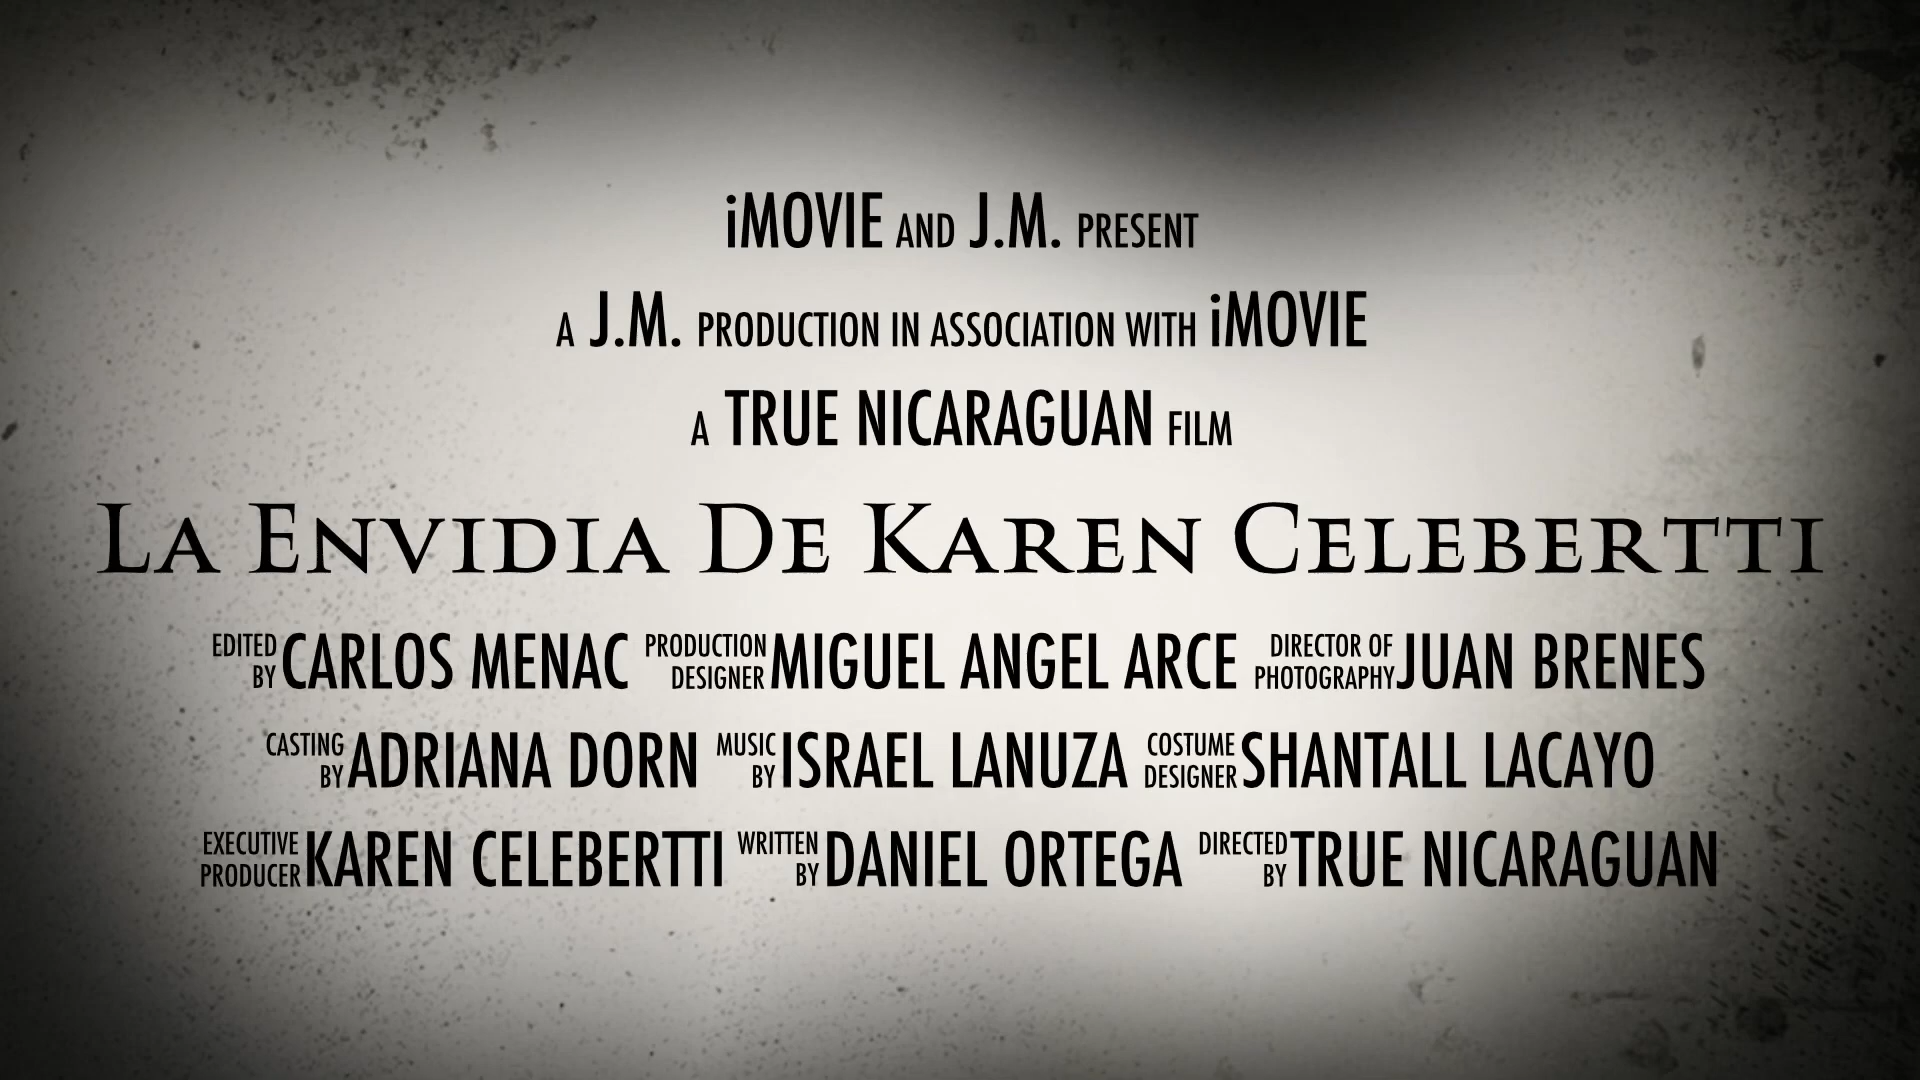 iMOVIE AND J.M. PRESENT
A J.M. PRODUCTION IN ASSOCIATION WITH iMOVIE
A TRUE NICARAGUAN FILM
LA ENVIDIA DE KAREN CELEBERTTI
EDITED BY CARLOS MENAC PRODUCTION DESIGNER MIGUEL ANGEL ARCE DIRECTOR OF PHOTOGRAPHY JUAN BRENES
CASTING BY ADRIANA DORN MUSIC BY ISRAEL LANUZA COSTUME DESIGNER SHANTALL LACAYO
EXECUTIVE PRODUCER KAREN CELEBERTTI WRITTEN BY DANIEL ORTEGA DIRECTED BY TRUE NICARAGUAN